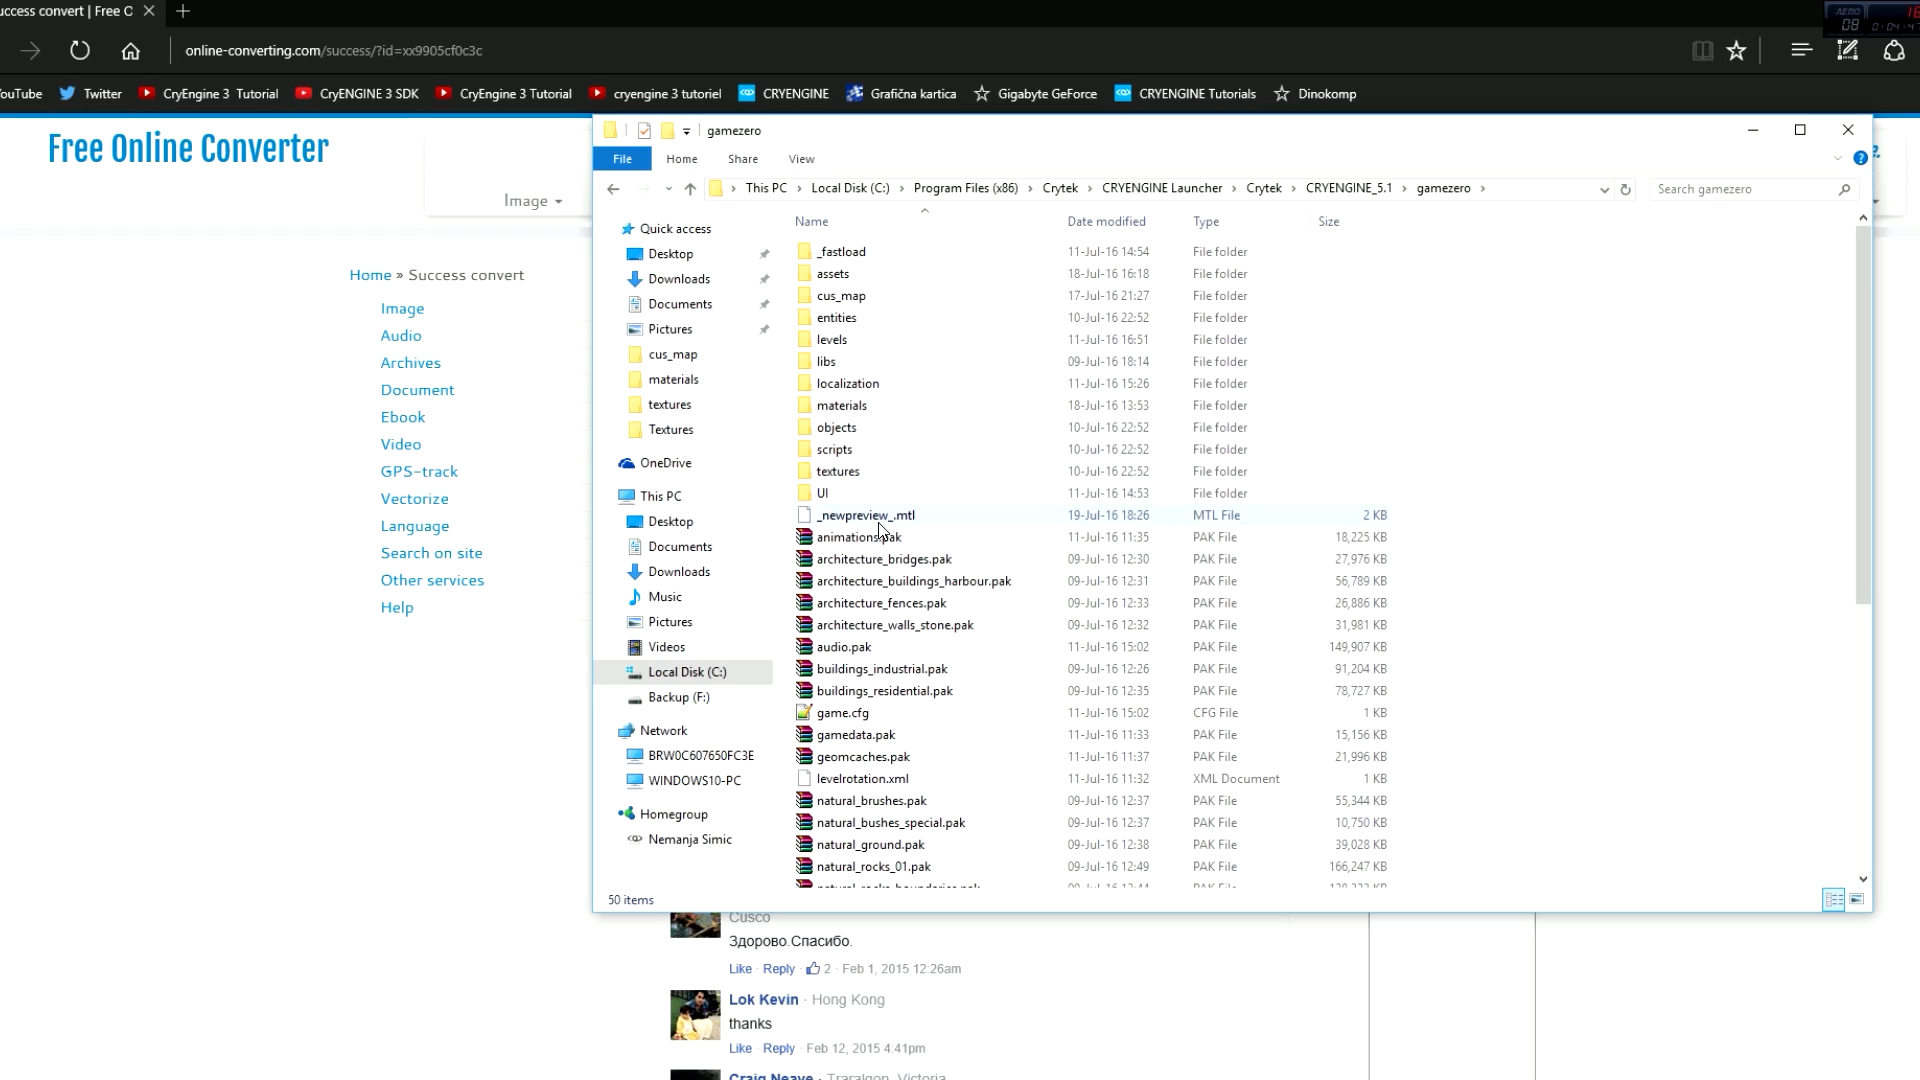 uccess convert | Free C
AERO
08
0:04:47
online-converting.com/success/?id=xx9905cf0c3c
ouTube
Twitter
CryEngine 3 Tutorial
CryENGINE 3 SDK
CryEngine 3 Tutorial
cryengine 3 tutoriel
CRYENGINE
Grafična kartica
Gigabyte GeForce
CRYENGINE Tutorials
Dinokomp
Free Online Converter
Image
Home » Success convert
Image
Audio
Archives
Document
Ebook
Video
GPS-track
Vectorize
Language
Search on site
Other services
Help
gamezero
File Home Share View
This PC > Local Disk (C:) > Program Files (x86) > Crytek > CRYENGINE Launcher > Crytek > CRYENGINE_5.1 > gamezero >
Search gamezero
Quick access
Desktop
Downloads
Documents
Pictures
cus_map
materials
textures
Textures
OneDrive
This PC
Desktop
Documents
Downloads
Music
Pictures
Videos
Local Disk (C:)
Backup (F:)
Network
BRW0C607650FC3E
WINDOWS10-PC
Homegroup
Nemanja Simic
Name Date modified Type Size
_fastload 11-Jul-16 14:54 File folder
assets 18-Jul-16 16:18 File folder
cus_map 17-Jul-16 21:27 File folder
entities 10-Jul-16 22:52 File folder
levels 11-Jul-16 16:51 File folder
libs 09-Jul-16 18:14 File folder
localization 11-Jul-16 15:26 File folder
materials 18-Jul-16 13:53 File folder
objects 10-Jul-16 22:52 File folder
scripts 10-Jul-16 22:52 File folder
textures 10-Jul-16 22:52 File folder
UI 11-Jul-16 14:53 File folder
_newpreview_.mtl 19-Jul-16 18:26 MTL File 2 KB
animations.pak 11-Jul-16 11:35 PAK File 18,225 KB
architecture_bridges.pak 09-Jul-16 12:30 PAK File 27,976 KB
architecture_buildings_harbour.pak 09-Jul-16 12:31 PAK File 56,789 KB
architecture_fences.pak 09-Jul-16 12:33 PAK File 26,886 KB
architecture_walls_stone.pak 09-Jul-16 12:32 PAK File 31,981 KB
audio.pak 11-Jul-16 15:02 PAK File 149,907 KB
buildings_industrial.pak 09-Jul-16 12:26 PAK File 91,204 KB
buildings_residential.pak 09-Jul-16 12:35 PAK File 78,727 KB
game.cfg 11-Jul-16 15:02 CFG File 1 KB
gamedata.pak 11-Jul-16 11:33 PAK File 15,156 KB
geomcaches.pak 11-Jul-16 11:37 PAK File 21,996 KB
levelrotation.xml 11-Jul-16 11:32 XML Document 1 KB
natural_brushes.pak 09-Jul-16 12:37 PAK File 55,344 KB
natural_bushes_special.pak 09-Jul-16 12:37 PAK File 10,750 KB
natural_ground.pak 09-Jul-16 12:38 PAK File 39,028 KB
natural_rocks_01.pak 09-Jul-16 12:49 PAK File 166,247 KB
50 items
Cusco
Здорово.Спасибо.
Like · Reply · 2 · Feb 1, 2015 12:26am
Lok Kevin · Hong Kong
thanks
Like · Reply · Feb 12, 2015 4:41pm
Craig Neave · Traralgon, Victoria